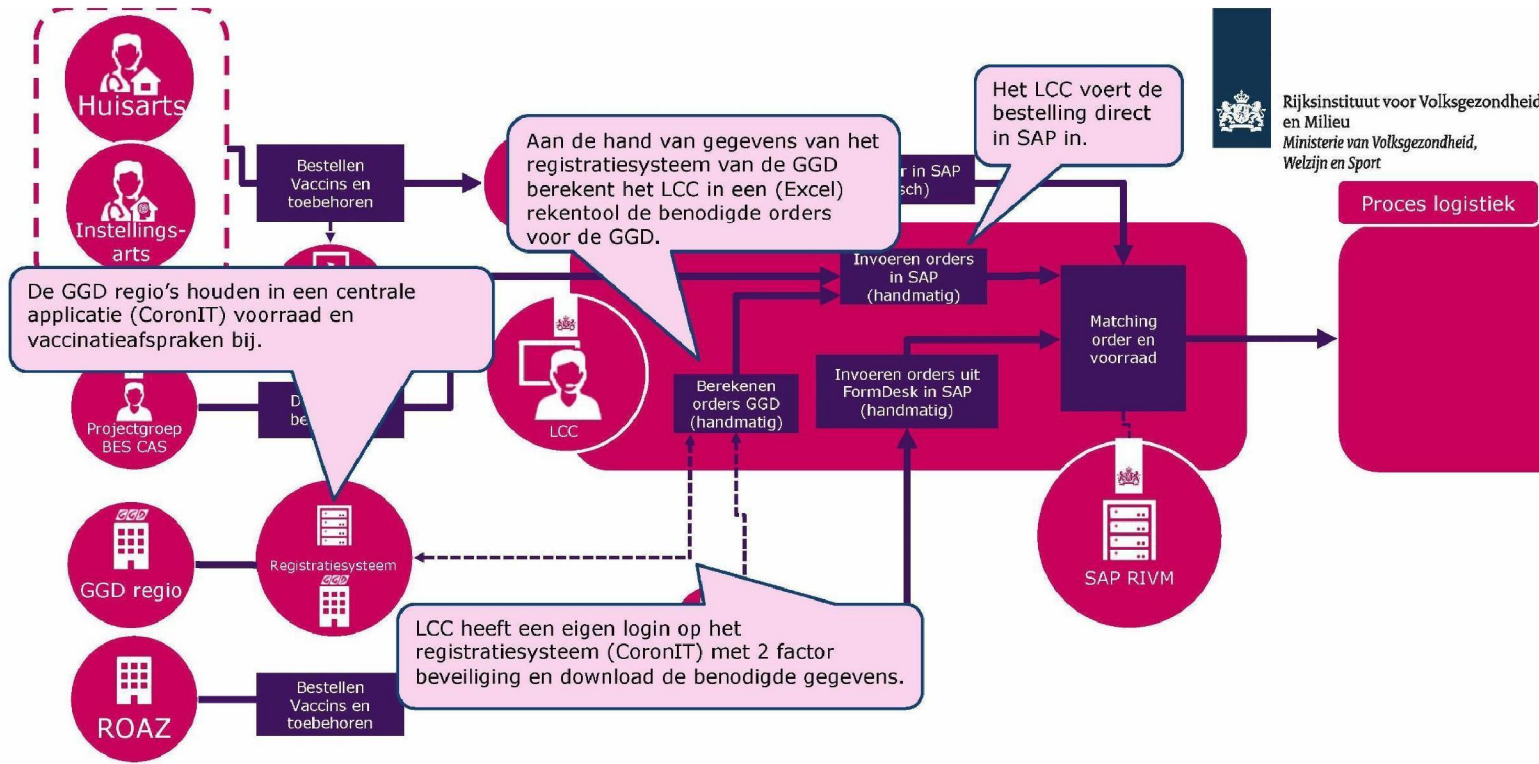 Huisarts
Instellings-
arts
Bestellen
Vaccins en
toebehoren
Aan de hand van gegevens van het
registratiesysteem van de GGD
berekent het LCC in een (Excel)
rekentool de benodigde orders
voor de GGD.
Het LCC voert de
bestelling direct
in SAP in.
in SAP
Rijksinstituut voor Volksgezondheid
en Milieu
Ministerie van Volksgezondheid,
Welzijn en Sport
Proces logistiek
De GGD regio's houden in een centrale
applicatie (CoronIT) voorraad en
vaccinatieafspraken bij.
Invoeren orders
in SAP
(handmatig)
Matching
order en
voorraad
Projectgroep
BES CAS
LCC
Berekenen
orders GGD
(handmatig)
Invoeren orders uit
FormDesk in SAP
(handmatig)
GGD
GGD regio
Registratiesysteem
GGD
SAP RIVM
LCC heeft een eigen login op het
registratiesysteem (CoronIT) met 2 factor
beveiliging en download de benodigde gegevens.
ROAZ
Bestellen
Vaccins en
toebehoren